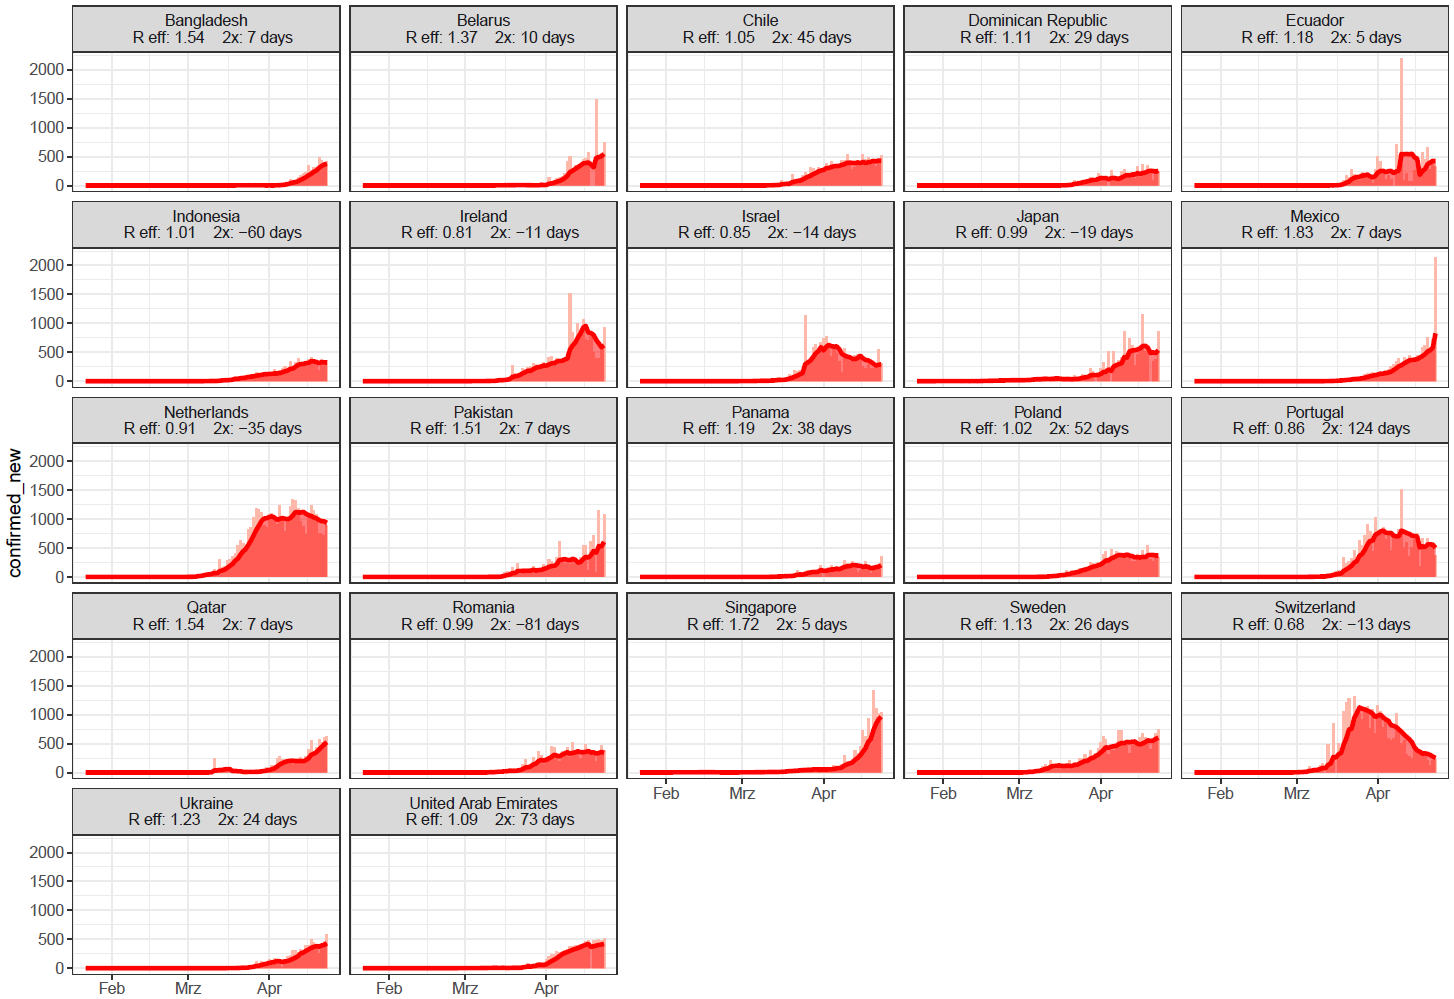 Bangladesh
R eff: 1.54 2x: 7 days
Belarus
R eff: 1.37 2x: 10 days
Chile
R eff: 1.05 2x: 45 days
Dominican Republic
R eff: 1.11 2x: 29 days
Ecuador
R eff: 1.18 2x: 5 days
2000
1500
1000
500
0
Indonesia
R eff: 1.01 2x: −60 days
Ireland
R eff: 0.81 2x: −11 days
Israel
R eff: 0.85 2x: −14 days
Japan
R eff: 0.99 2x: −19 days
Mexico
R eff: 1.83 2x: 7 days
2000
1500
1000
500
0
Netherlands
R eff: 0.91 2x: −35 days
Pakistan
R eff: 1.51 2x: 7 days
Panama
R eff: 1.19 2x: 38 days
Poland
R eff: 1.02 2x: 52 days
Portugal
R eff: 0.86 2x: 124 days
confirmed_new
2000
1500
1000
500
0
Qatar
R eff: 1.54 2x: 7 days
Romania
R eff: 0.99 2x: −81 days
Singapore
R eff: 1.72 2x: 5 days
Sweden
R eff: 1.13 2x: 26 days
Switzerland
R eff: 0.68 2x: −13 days
2000
1500
1000
500
0
Feb Mrz Apr
Feb Mrz Apr
Feb Mrz Apr
Ukraine
R eff: 1.23 2x: 24 days
United Arab Emirates
R eff: 1.09 2x: 73 days
2000
1500
1000
500
0
Feb Mrz Apr
Feb Mrz Apr